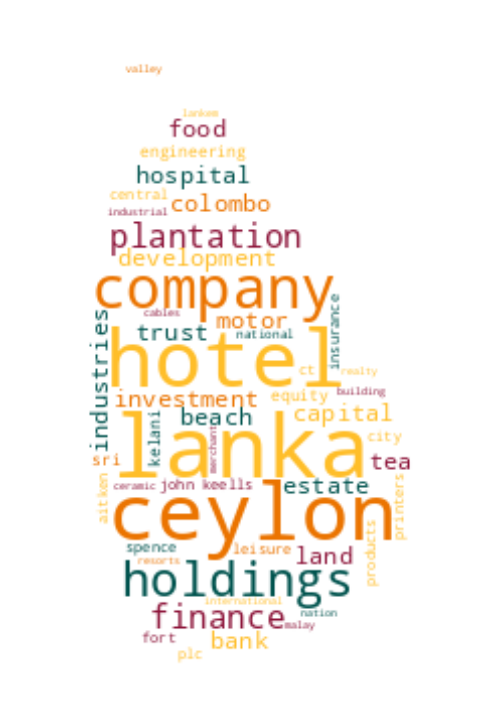 valley
lankem
food
engineering
hospital
central
industrial
colombo
plantation
development
company
cables
motor
insurance
industries
trust
national
hotel
ct
realty
building
investment
equity
beach
capital
kelani
merchant
lanka
city
sri
tea
aitken
ceramic
john keells
estate
printers
ceylon
products
spence
leisure
land
resorts
holdings
international
nation
finance
malay
fort
bank
plc